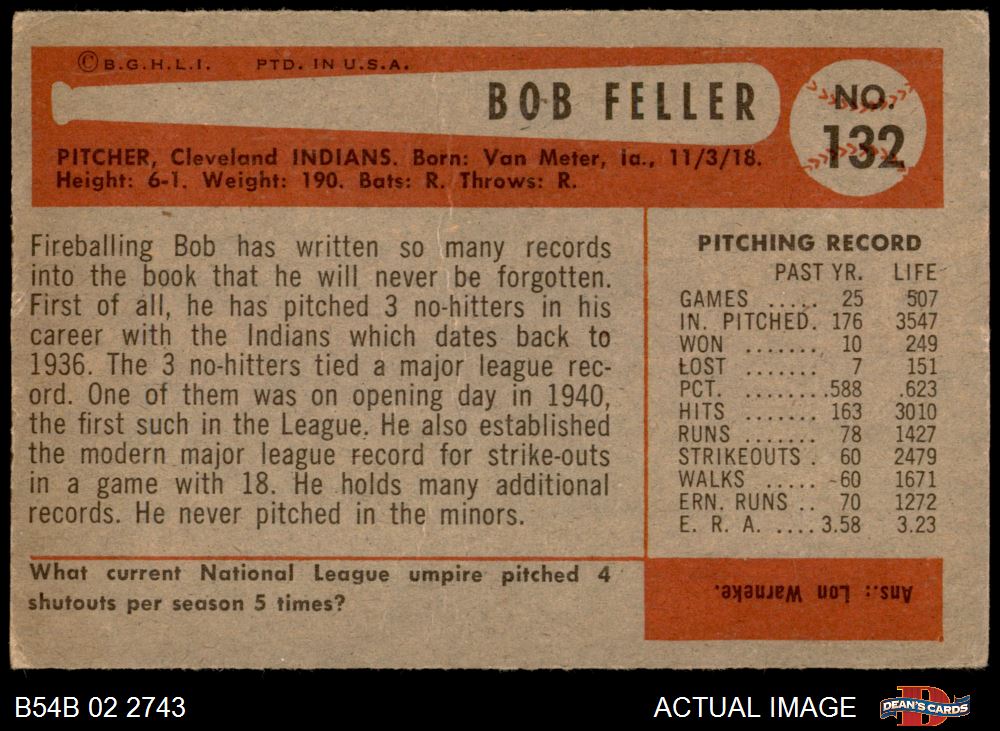 © B.G.H.L.I. PTD. IN U.S.A.
BOB FELLER
NO.
132
PITCHER, Cleveland INDIANS. Born: Van Meter, Ia., 11/3/18.
Height: 6-1. Weight: 190. Bats: R. Throws: R.
Fireballing Bob has written so many records
into the book that he will never be forgotten.
First of all, he has pitched 3 no-hitters in his
career with the Indians which dates back to
1936. The 3 no-hitters tied a major league rec-
ord. One of them was on opening day in 1940,
the first such in the League. He also established
the modern major league record for strike-outs
in a game with 18. He holds many additional
records. He never pitched in the minors.
PITCHING RECORD
PAST YR. LIFE
GAMES ..... 25 507
IN. PITCHED. 176 3547
WON ....... 10 249
LOST ....... 7 151
PCT. ....... .588 .623
HITS ....... 163 3010
RUNS ....... 78 1427
STRIKEOUTS . 60 2479
WALKS ..... 60 1671
ERN. RUNS .. 70 1272
E. R. A. .... 3.58 3.23
What current National League umpire pitched 4
shutouts per season 5 times?
Ans.: Lon Warneke.
B54B 02 2743
ACTUAL IMAGE
D
DEAN'S CARDS